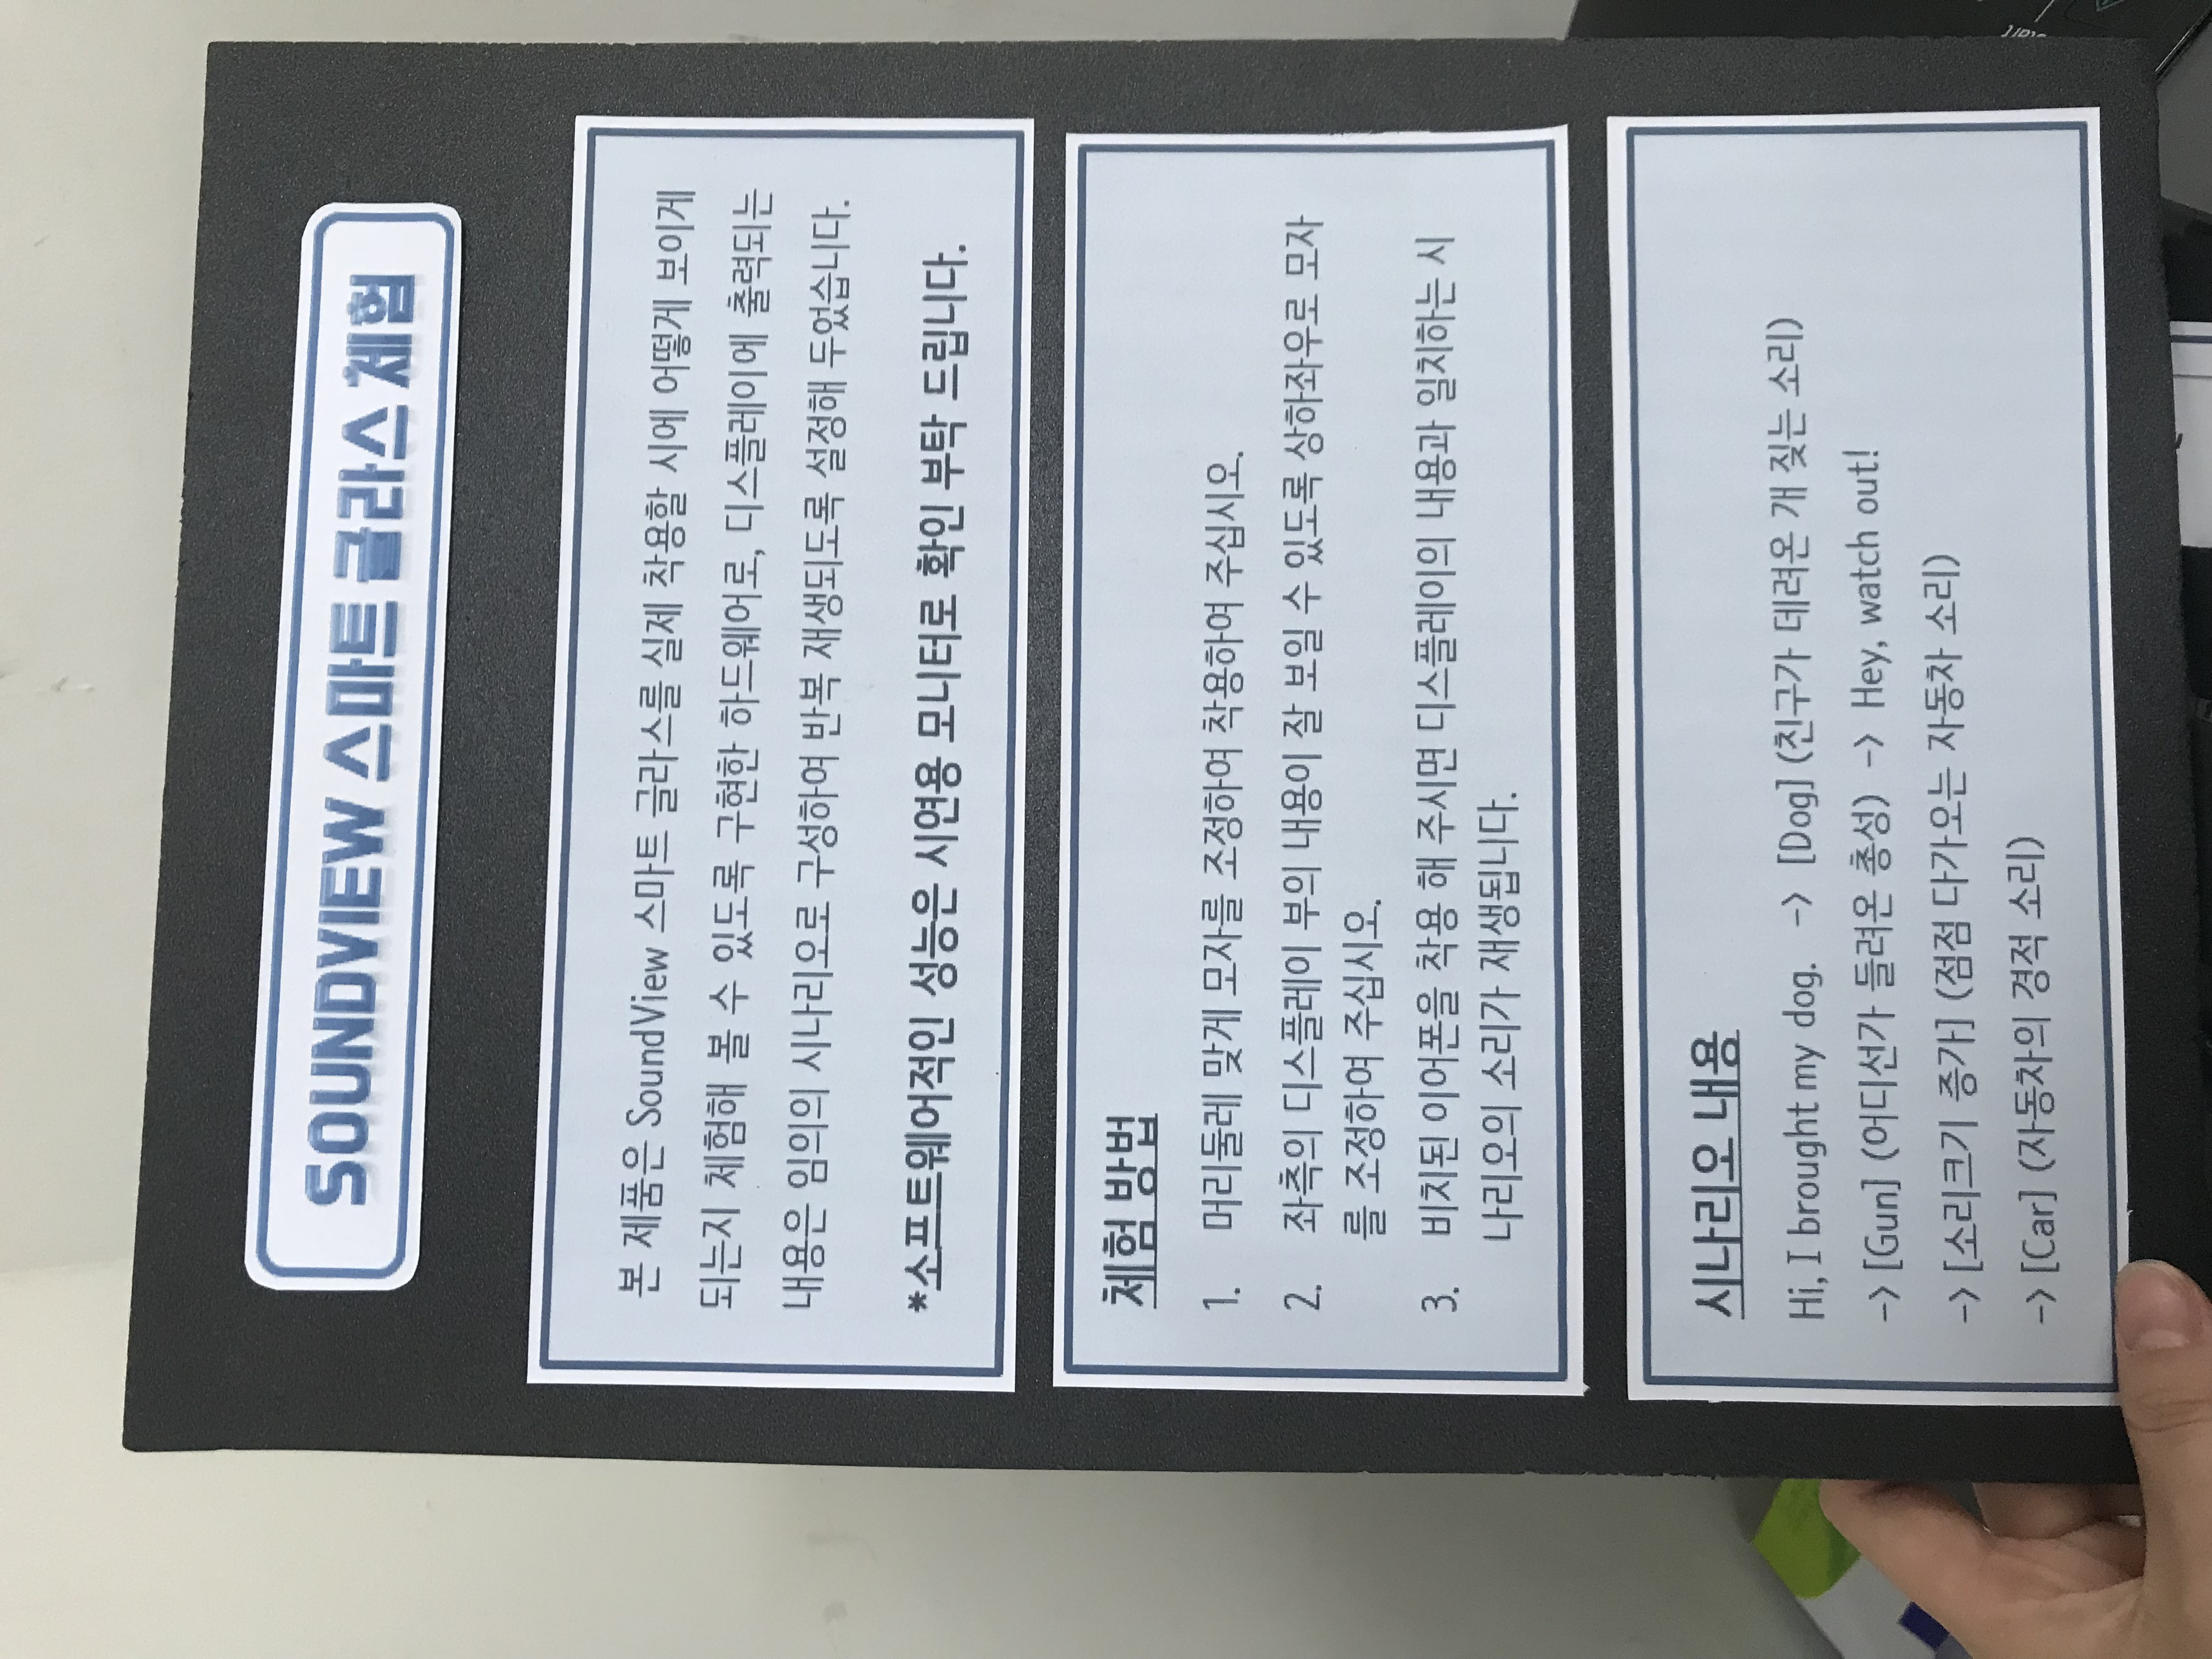 SOUNDVIEW 스마트 글라스 체험
본 제품은 SoundView 스마트 글라스를 실제 착용할 시에 어떻게 보이게
되는지 체험해 볼 수 있도록 구현한 하드웨어로, 디스플레이에 출력되는
내용은 임의의 시나리오로 구성하여 반복 재생되도록 설정해 두었습니다.
*소프트웨어적인 성능은 시연용 모니터로 확인 부탁 드립니다.
체험 방법
1. 머리둘레 맞게 모자를 조정하여 착용하여 주십시오.
2. 좌측의 디스플레이 부의 내용이 잘 보일 수 있도록 상하좌우로 모자
를 조정하여 주십시오.
3. 비치된 이어폰을 착용 해 주시면 디스플레이의 내용과 일치하는 시
나리오의 소리가 재생됩니다.
시나리오 내용
Hi, I brought my dog. -> [Dog] (친구가 데려온 개 짖는 소리)
-> [Gun] (어디선가 들려온 총성) -> Hey, watch out!
-> [소리크기 증가] (점점 다가오는 자동차 소리)
-> [Car] (자동차의 경적 소리)